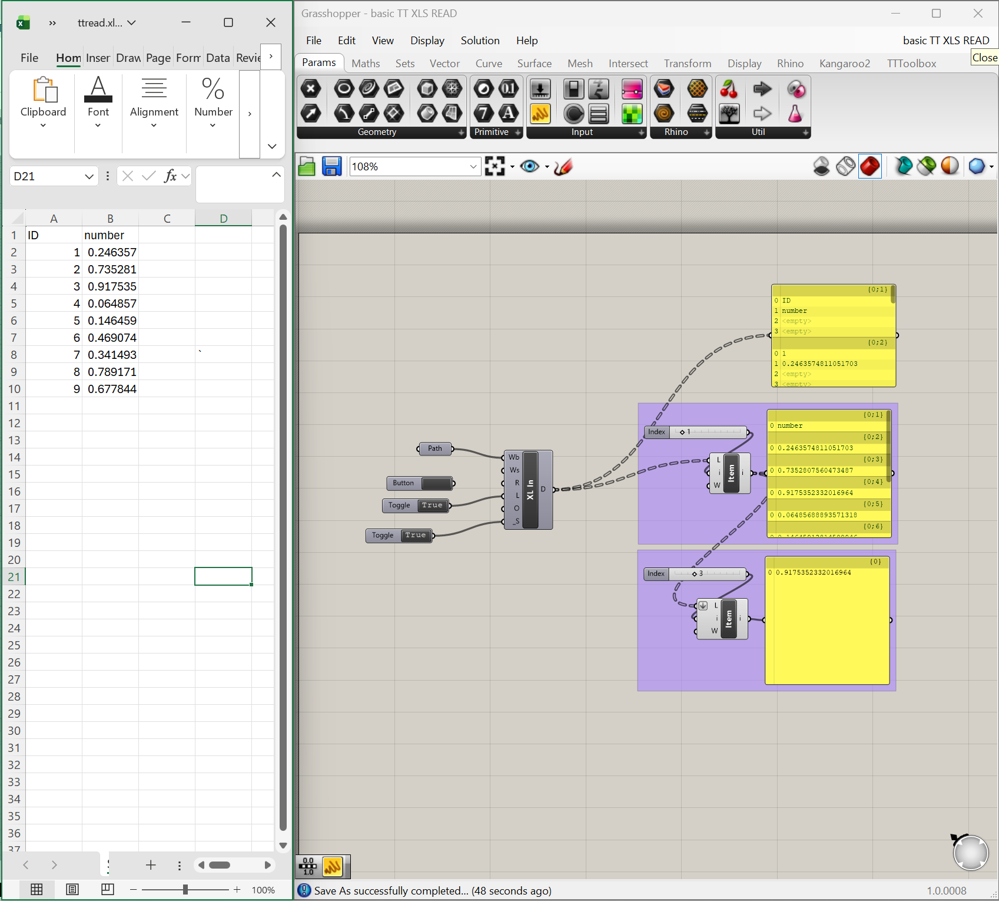 ttread.xl...
File Hom Inser Draw Page Form Data Revie
Clipboard
Font
Alignment
Number
D21
fx
A B C D
1 ID number
2 1 0.246357
3 2 0.735281
4 3 0.917535
5 4 0.064857
6 5 0.146459
7 6 0.469074
8 7 0.341493 `
9 8 0.789171
10 9 0.677844
11
12
13
14
15
16
17
18
19
20
21
22
23
24
25
26
27
28
29
30
31
32
33
34
35
36
37
100%
Grasshopper - basic TT XLS READ
File Edit View Display Solution Help
basic TT XLS READ
Close
Params Maths Sets Vector Curve Surface Mesh Intersect Transform Display Rhino Kangaroo2 TTToolbox
Geometry
Primitive
Input
Rhino
Util
108%
{0;1}
0 ID
1 number
2 <empty>
3 <empty>
{0;2}
0 1
1 0.2463574811051703
2 <empty>
3 <empty>
Index 1
L
i
W
Item
i
{0;1}
0 number
{0;2}
0 0.2463574811051703
{0;3}
0 0.7352807560473487
{0;4}
0 0.9175352332016964
{0;5}
0 0.06485688893571318
{0;6}
Path
Button
Toggle True
Toggle True
Wb
Ws
R
L
O
_S
XL In
D
Index 3
L
i
W
Item
i
{0}
0 0.9175352332016964
0.0
1.0
Save As successfully completed... (48 seconds ago)
1.0.0008